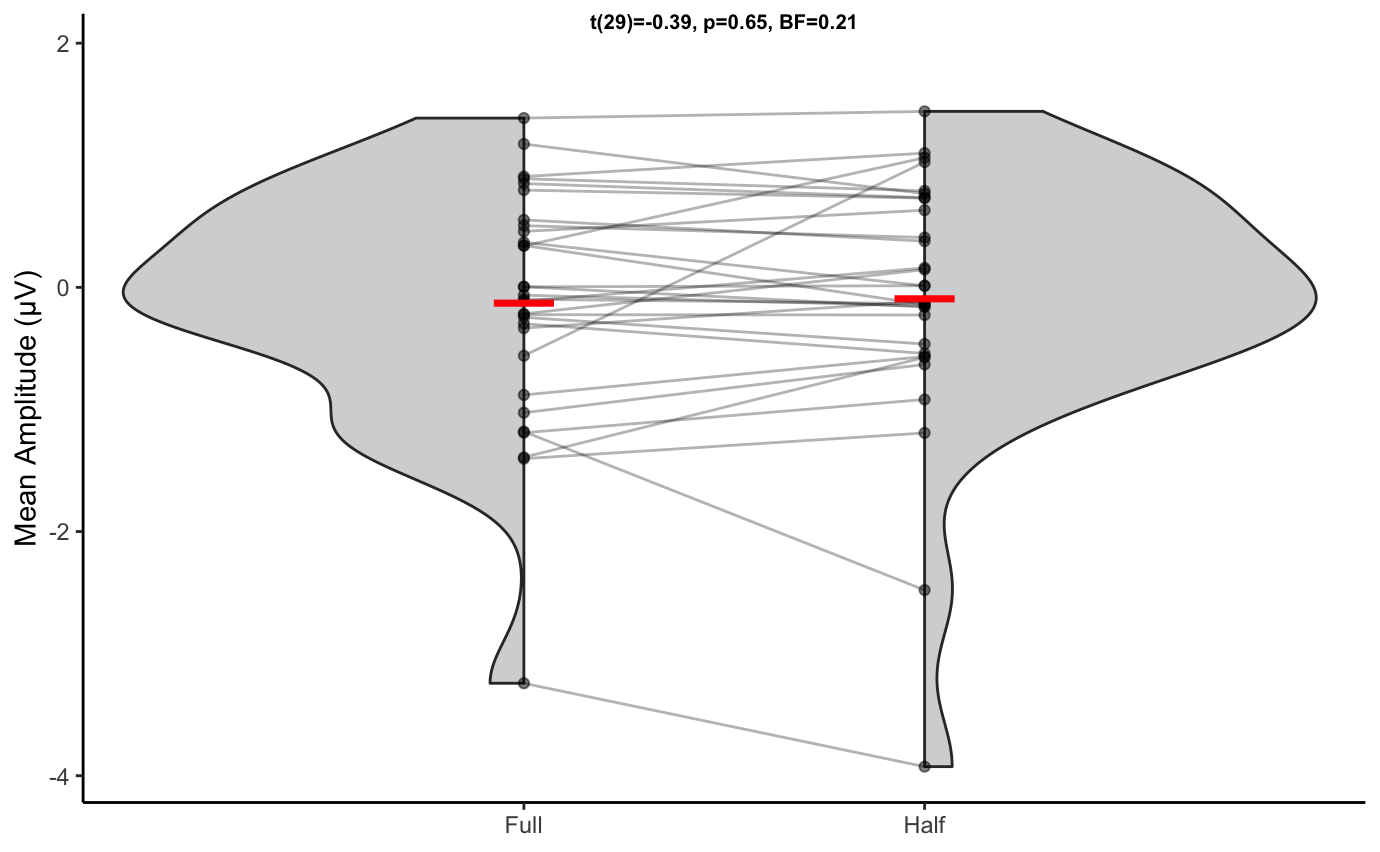 t(29)=-0.39, p=0.65, BF=0.21
2
0
-2
-4
Mean Amplitude (μV)
Full
Half